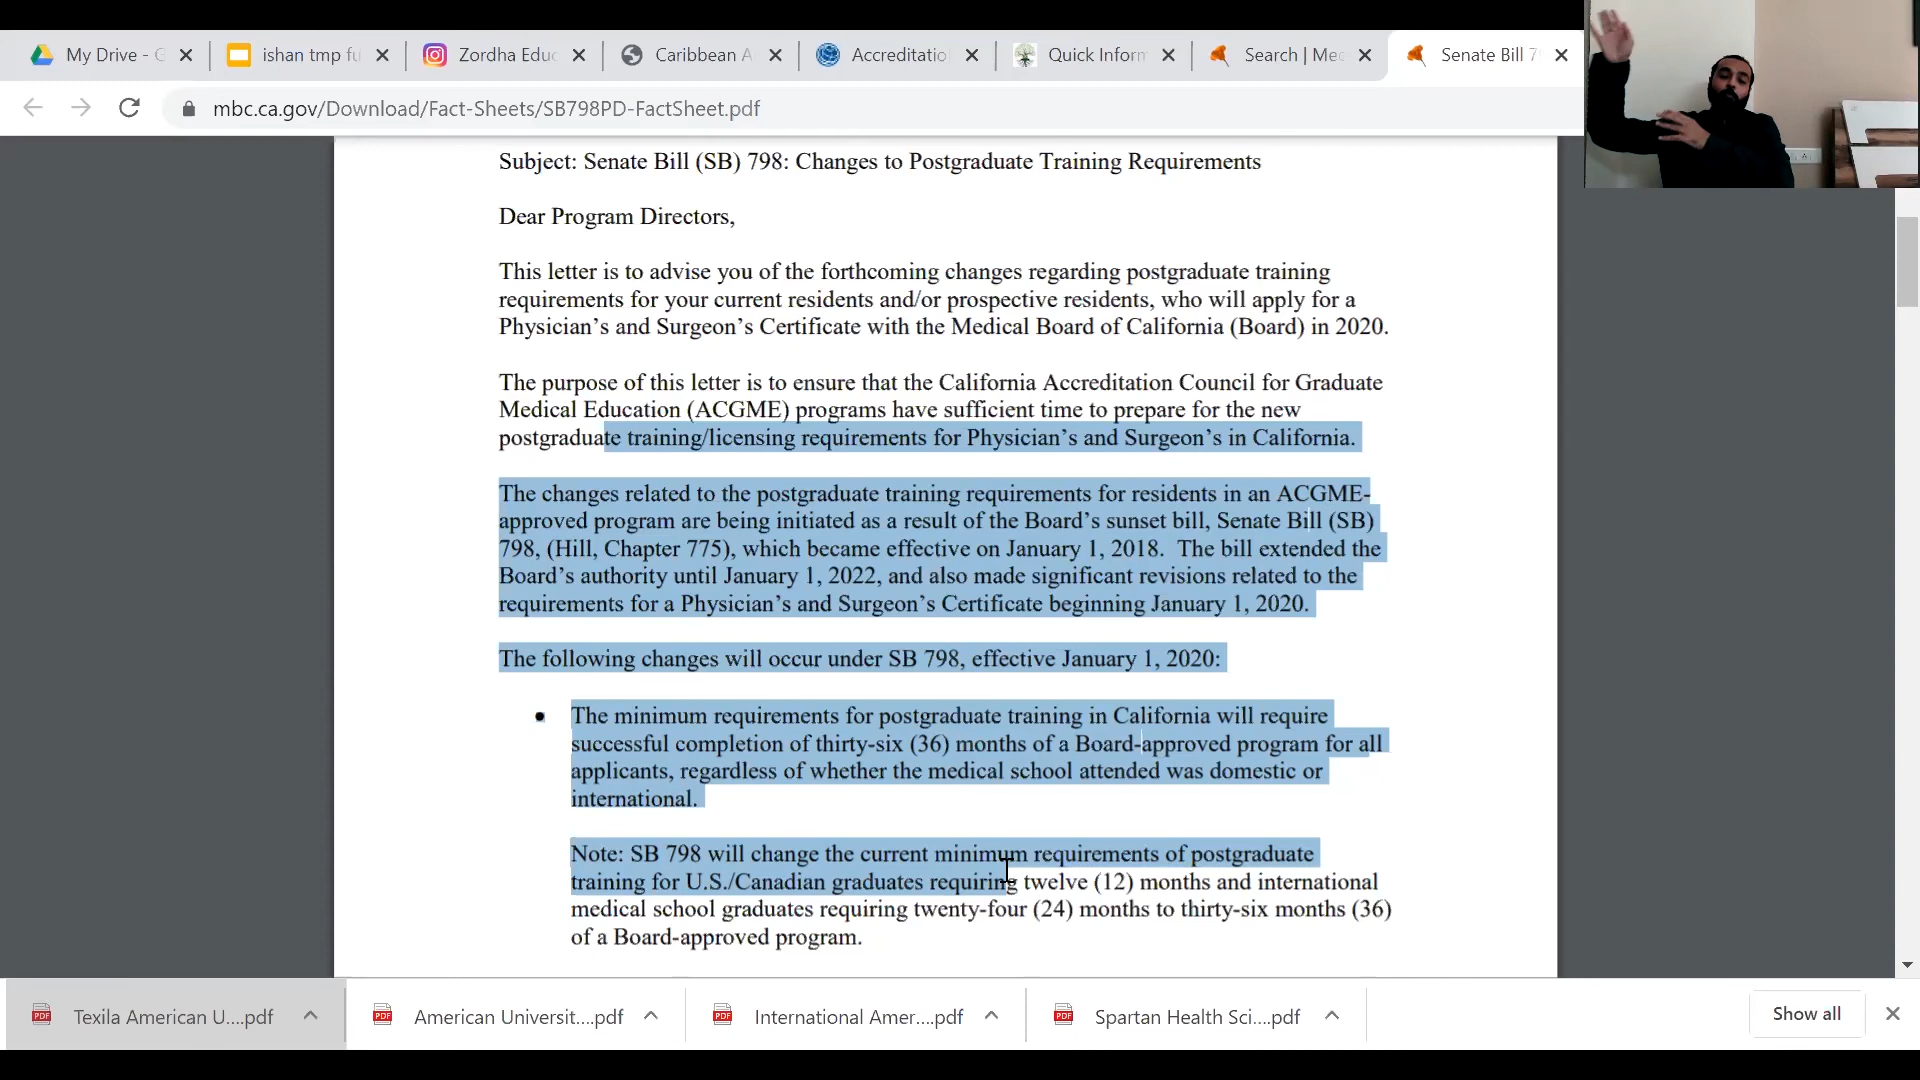 My Drive - G
ishan tmp fu
Zordha Educ
Caribbean A
Accreditatio
Quick Inform
Search | Med
Senate Bill 79
mbc.ca.gov/Download/Fact-Sheets/SB798PD-FactSheet.pdf
Subject: Senate Bill (SB) 798: Changes to Postgraduate Training Requirements
Dear Program Directors,
This letter is to advise you of the forthcoming changes regarding postgraduate training
requirements for your current residents and/or prospective residents, who will apply for a
Physician’s and Surgeon’s Certificate with the Medical Board of California (Board) in 2020.
The purpose of this letter is to ensure that the California Accreditation Council for Graduate
Medical Education (ACGME) programs have sufficient time to prepare for the new
postgraduate training/licensing requirements for Physician’s and Surgeon’s in California.
The changes related to the postgraduate training requirements for residents in an ACGME-
approved program are being initiated as a result of the Board’s sunset bill, Senate Bill (SB)
798, (Hill, Chapter 775), which became effective on January 1, 2018.  The bill extended the
Board’s authority until January 1, 2022, and also made significant revisions related to the
requirements for a Physician’s and Surgeon’s Certificate beginning January 1, 2020.
The following changes will occur under SB 798, effective January 1, 2020:
• The minimum requirements for postgraduate training in California will require
successful completion of thirty-six (36) months of a Board-approved program for all
applicants, regardless of whether the medical school attended was domestic or
international.
Note: SB 798 will change the current minimum requirements of postgraduate
training for U.S./Canadian graduates requiring twelve (12) months and international
medical school graduates requiring twenty-four (24) months to thirty-six months (36)
of a Board-approved program.
Texila American U....pdf
American Universit....pdf
International Amer....pdf
Spartan Health Sci....pdf
Show all